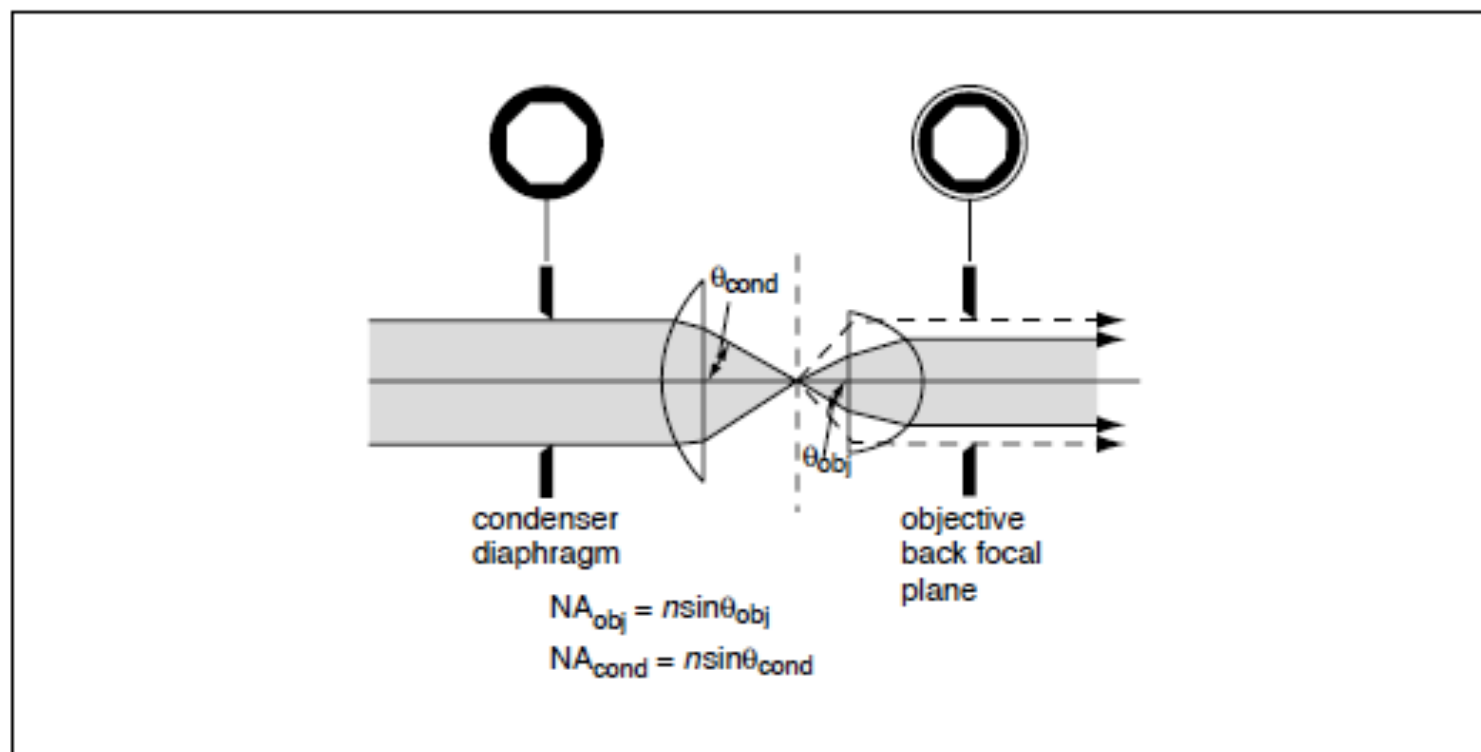 θcond
θobj
condenser
diaphragm
objective
back focal
plane
NAobj = nsinθobj
NAcond = nsinθcond